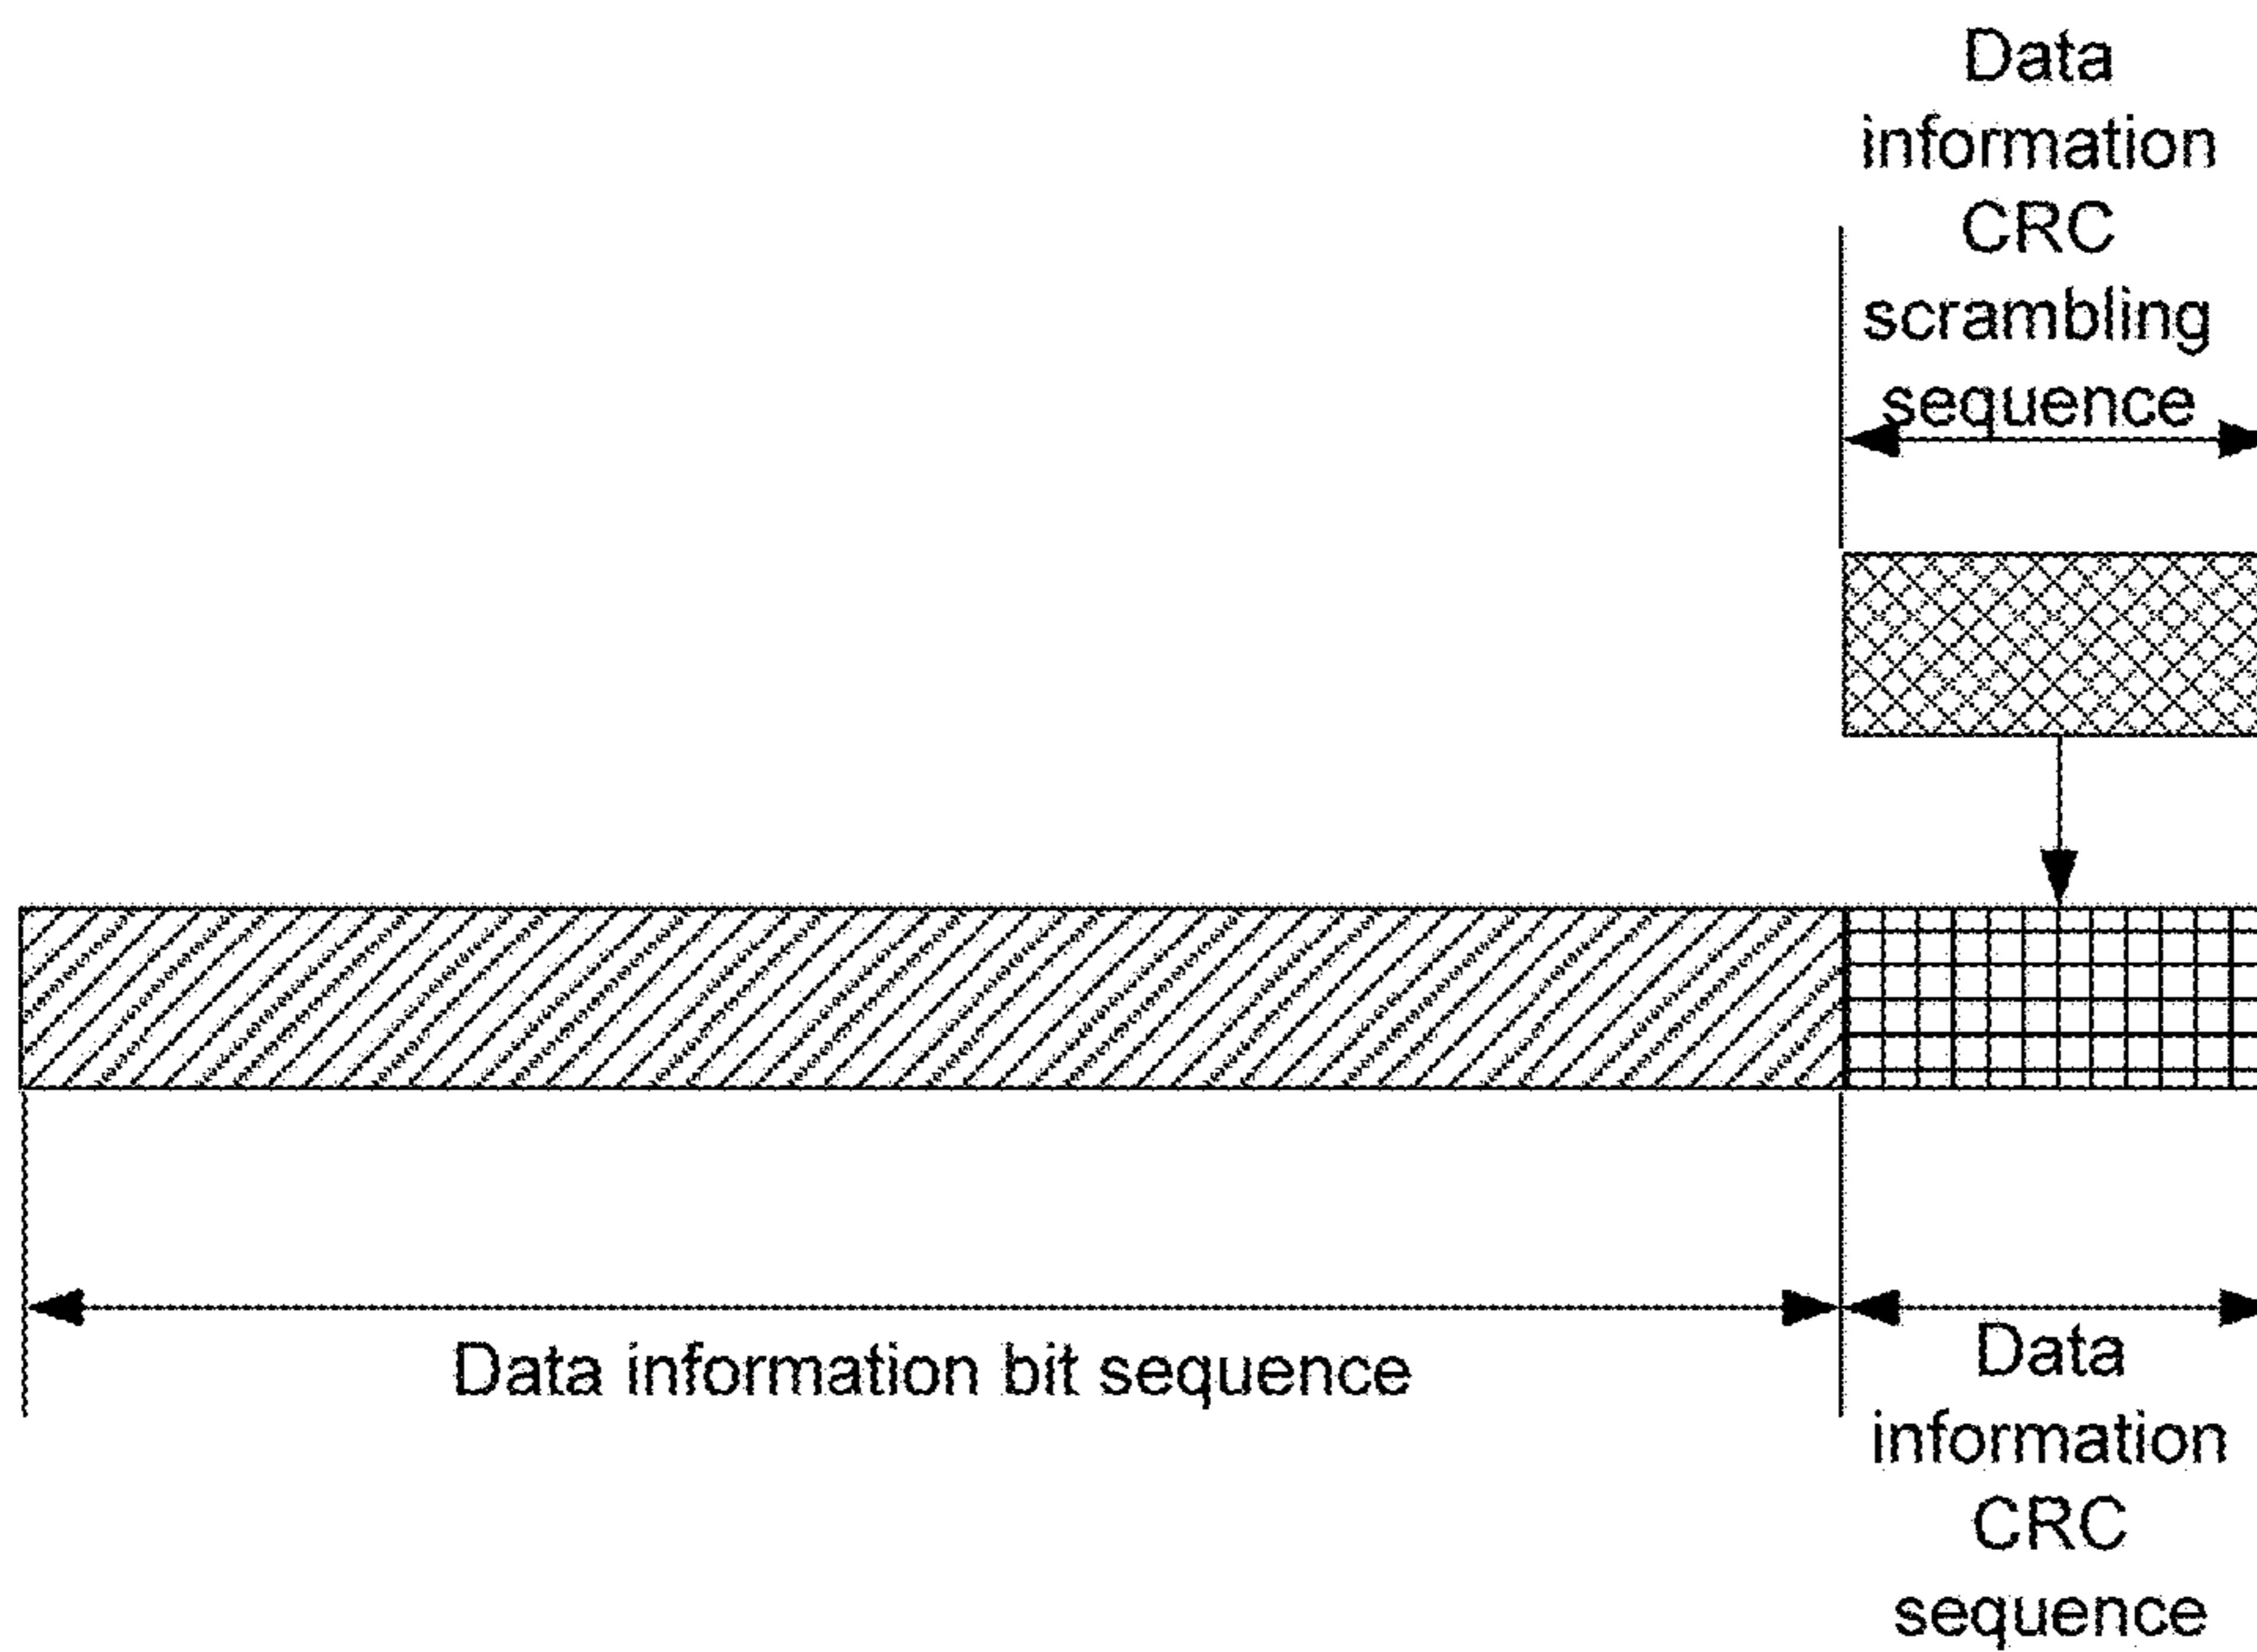 Data
information
CRC
scrambling
sequence
Data information bit sequence
Data
information
CRC
sequence